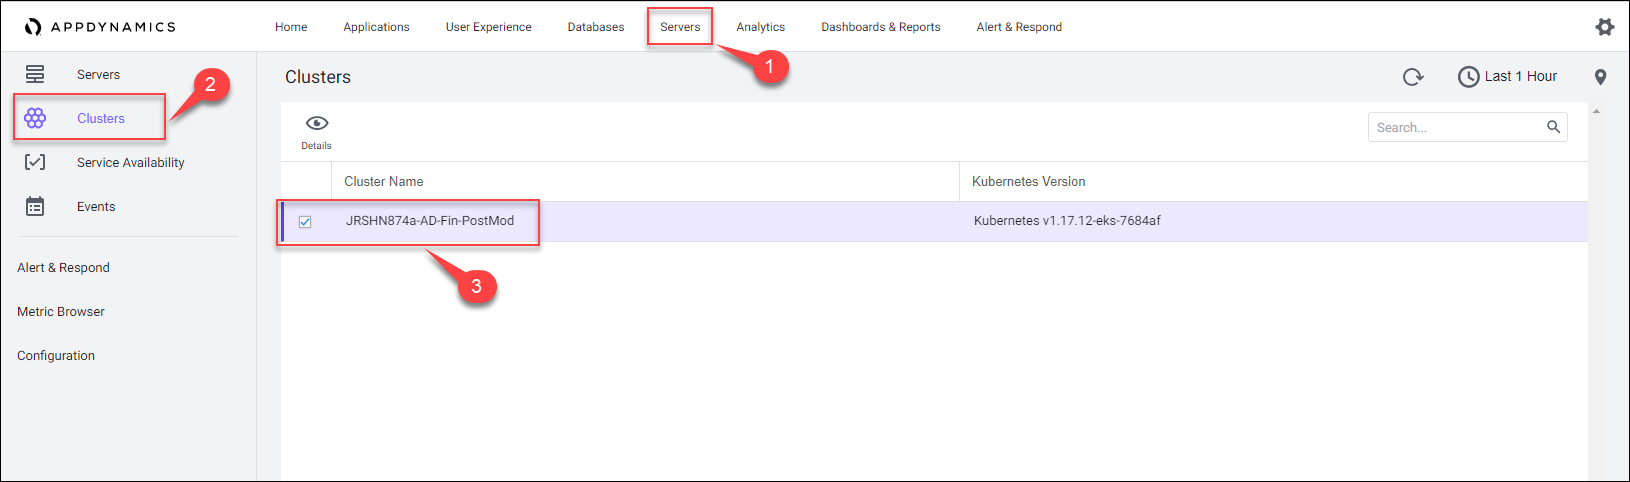 APPDYNAMICS
Home Applications User Experience Databases Servers Analytics Dashboards & Reports Alert & Respond
1
Servers
2
Clusters
Service Availability
Events
Alert & Respond
Metric Browser
Configuration
Clusters
Last 1 Hour
Details
Search...
Cluster Name Kubernetes Version
JRSHN874a-AD-Fin-PostMod Kubernetes v1.17.12-eks-7684af
3